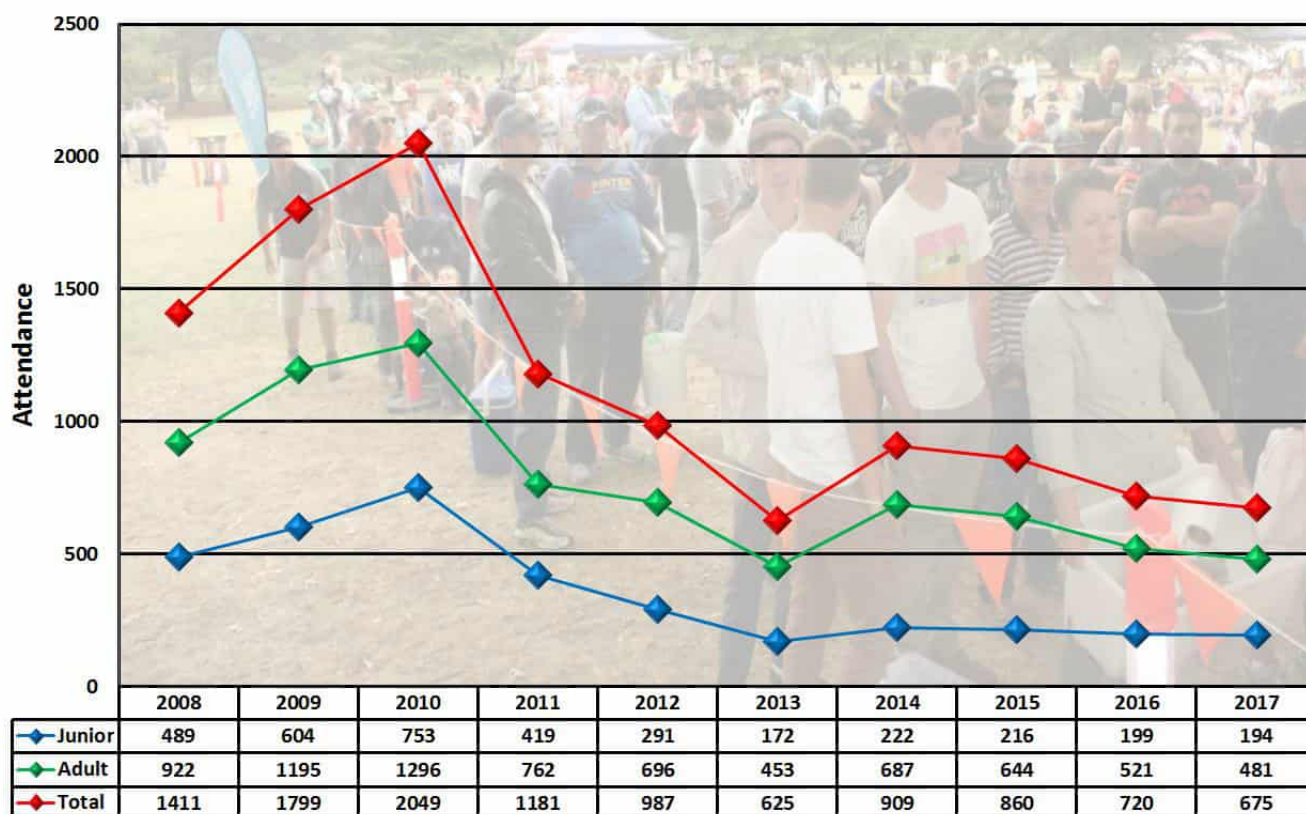 2500
2000
1500
1000
500
0
Attendance
2008 2009 2010 2011 2012 2013 2014 2015 2016 2017
Junior 489 604 753 419 291 172 222 216 199 194
Adult 922 1195 1296 762 696 453 687 644 521 481
Total 1411 1799 2049 1181 987 625 909 860 720 675